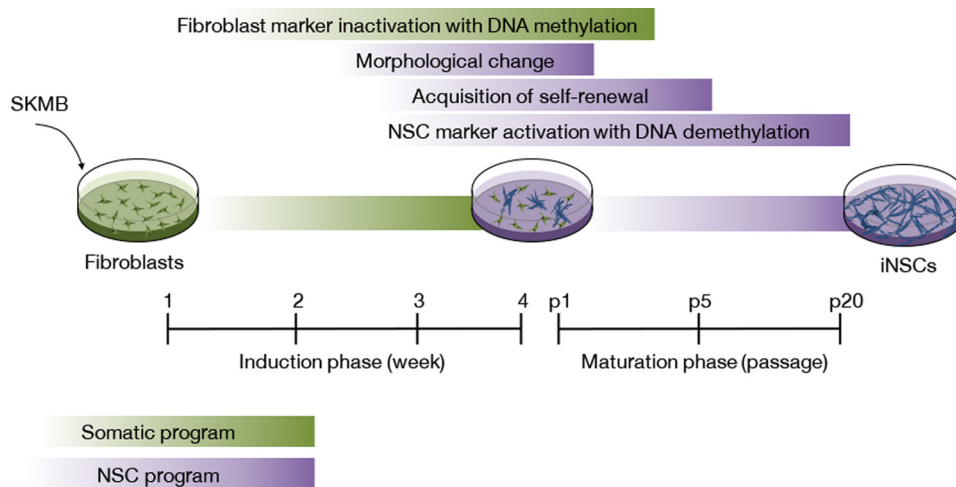 Fibroblast marker inactivation with DNA methylation
Morphological change
Acquisition of self-renewal
NSC marker activation with DNA demethylation
SKMB
Fibroblasts
iNSCs
1 2 3 4 p1 p5 p20
Induction phase (week) Maturation phase (passage)
Somatic program
NSC program